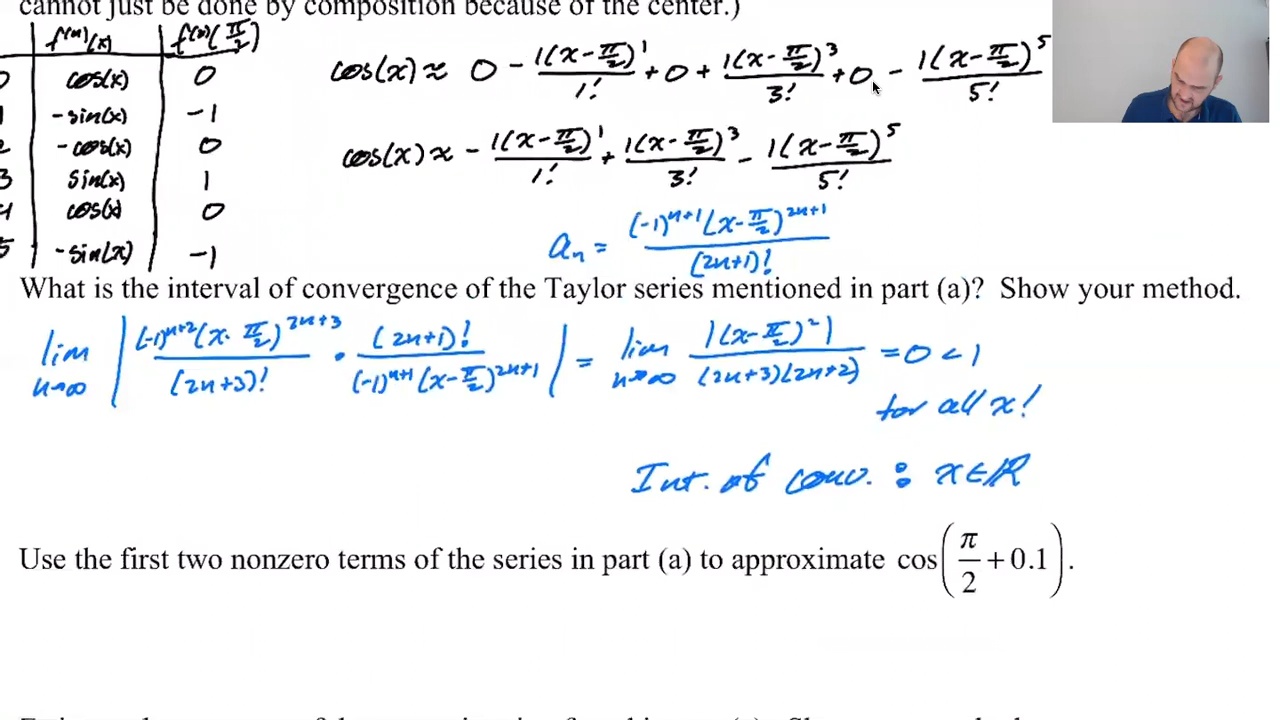 cannot just be done by composition because of the center.)
f⁽ⁿ⁾(x) f⁽ⁿ⁾(π/2)
0 cos(x) 0
1 -sin(x) -1
2 -cos(x) 0
3 sin(x) 1
4 cos(x) 0
5 -sin(x) -1
cos(x) ≈ 0 - 1(x-π/2)¹/1! + 0 + 1(x-π/2)³/3! + 0 - 1(x-π/2)⁵/5!
cos(x) ≈ - 1(x-π/2)¹/1! + 1(x-π/2)³/3! - 1(x-π/2)⁵/5!
aₙ = (-1)ⁿ⁺¹(x-π/2)²ⁿ⁺¹/(2n+1)!
What is the interval of convergence of the Taylor series mentioned in part (a)? Show your method.
lim n→∞ |(-1)ⁿ⁺²(x-π/2)²ⁿ⁺³/(2n+3)! · (2n+1)!/(-1)ⁿ⁺¹(x-π/2)²ⁿ⁺¹| = lim n→∞ |(x-π/2)²|/(2n+3)(2n+2) = 0 < 1
for all x!
Int. of conv. : x∈ℝ
Use the first two nonzero terms of the series in part (a) to approximate cos(π/2 + 0.1).